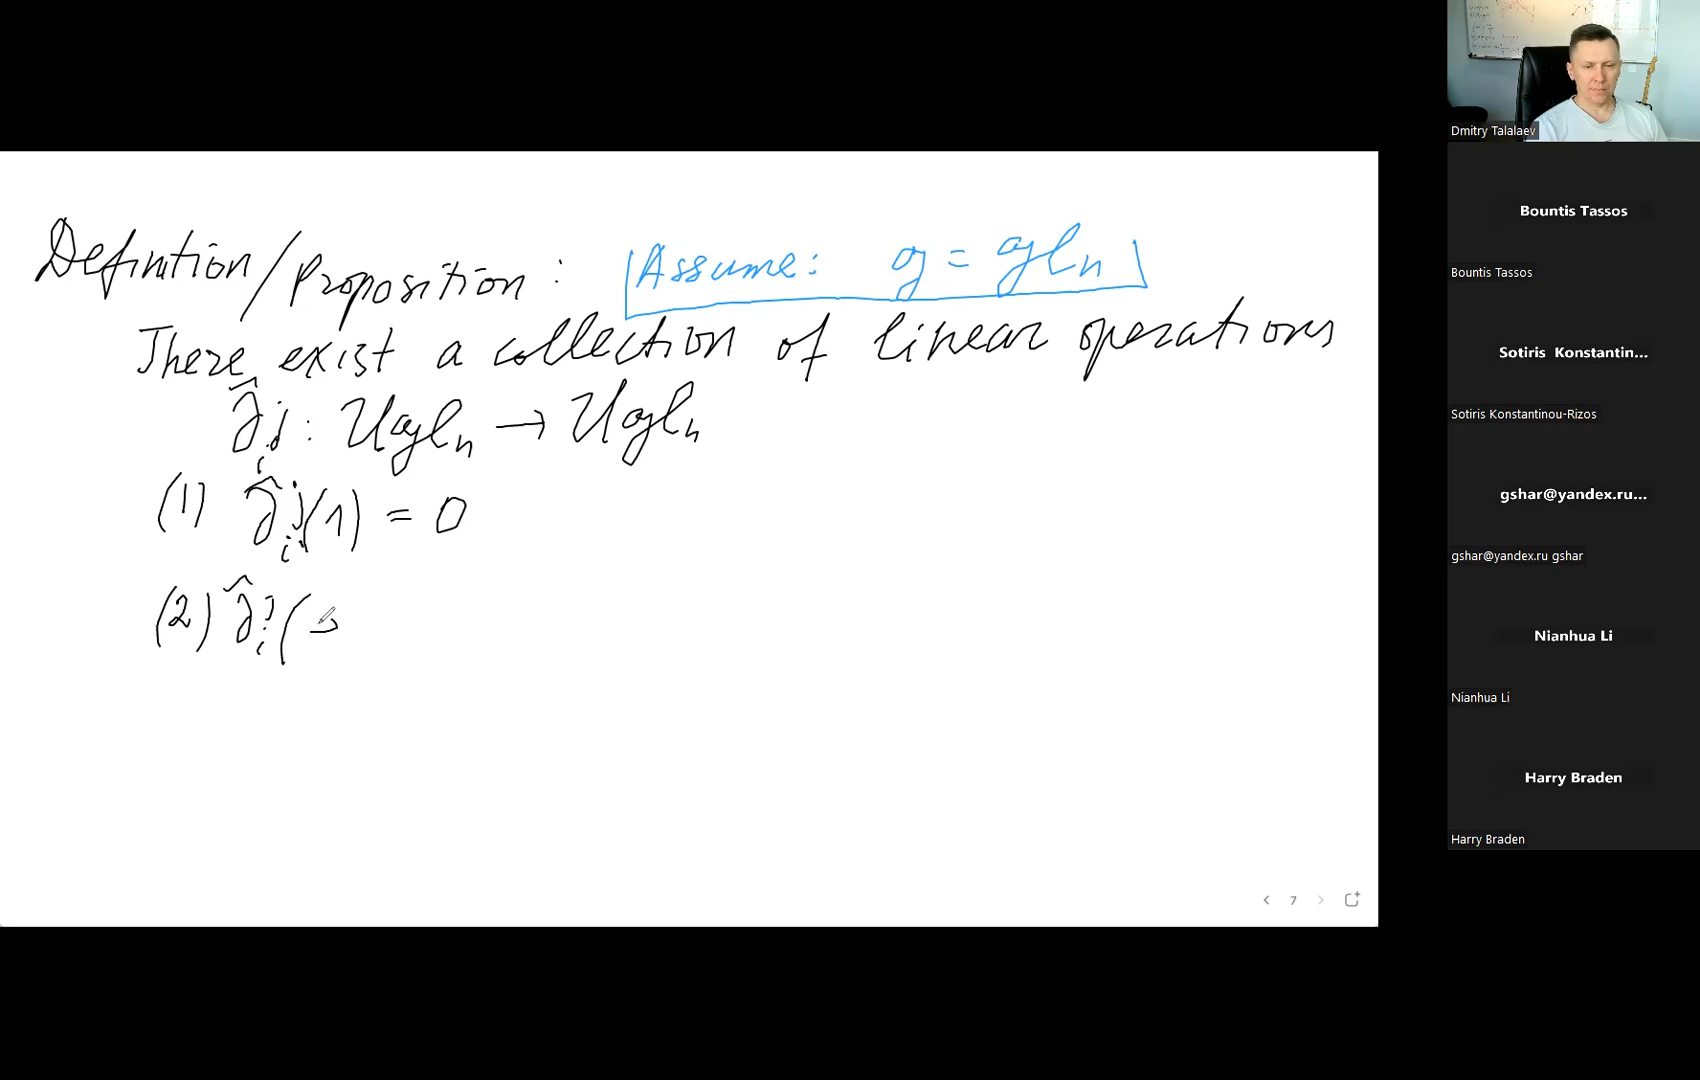 Definition/Proposition: Assume: g = gl_n
There exist a collection of linear operations
∂̂_i^j : Ugl_n → Ugl_n
(1) ∂̂_i^j(1) = 0
(2) ∂̂_i^j(
7
Dmitry Talalaev
Bountis Tassos
Bountis Tassos
Sotiris Konstantin...
Sotiris Konstantinou-Rizos
gshar@yandex.ru...
gshar@yandex.ru gshar
Nianhua Li
Nianhua Li
Harry Braden
Harry Braden